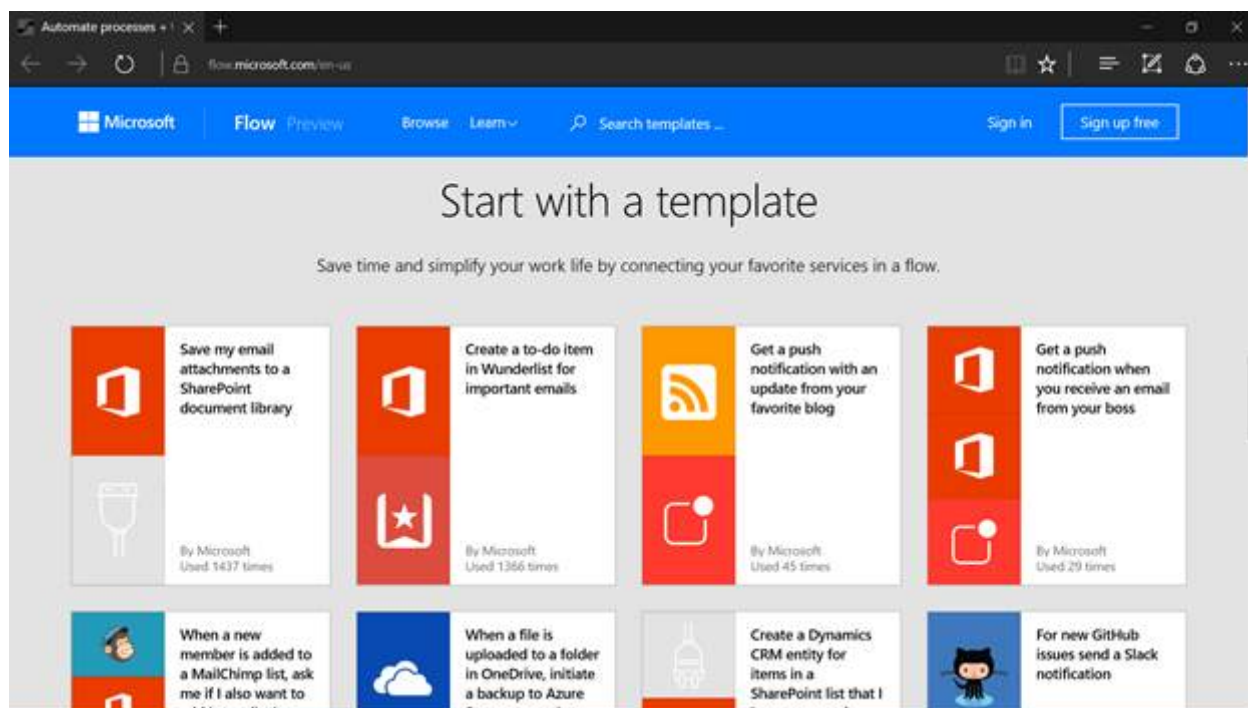 Automate processes +
flow.microsoft.com/en-us
Microsoft
Flow Preview
Browse
Learn
Search templates ...
Sign in
Sign up free
Start with a template
Save time and simplify your work life by connecting your favorite services in a flow.
Save my email
attachments to a
SharePoint
document library
By Microsoft
Used 1437 times
Create a to-do item
in Wunderlist for
important emails
By Microsoft
Used 1366 times
Get a push
notification with an
update from your
favorite blog
By Microsoft
Used 45 times
Get a push
notification when
you receive an email
from your boss
By Microsoft
Used 29 times
When a new
member is added to
a MailChimp list, ask
me if I also want to
When a file is
uploaded to a folder
in OneDrive, initiate
a backup to Azure
Create a Dynamics
CRM entity for
items in a
SharePoint list that I
For new GitHub
issues send a Slack
notification